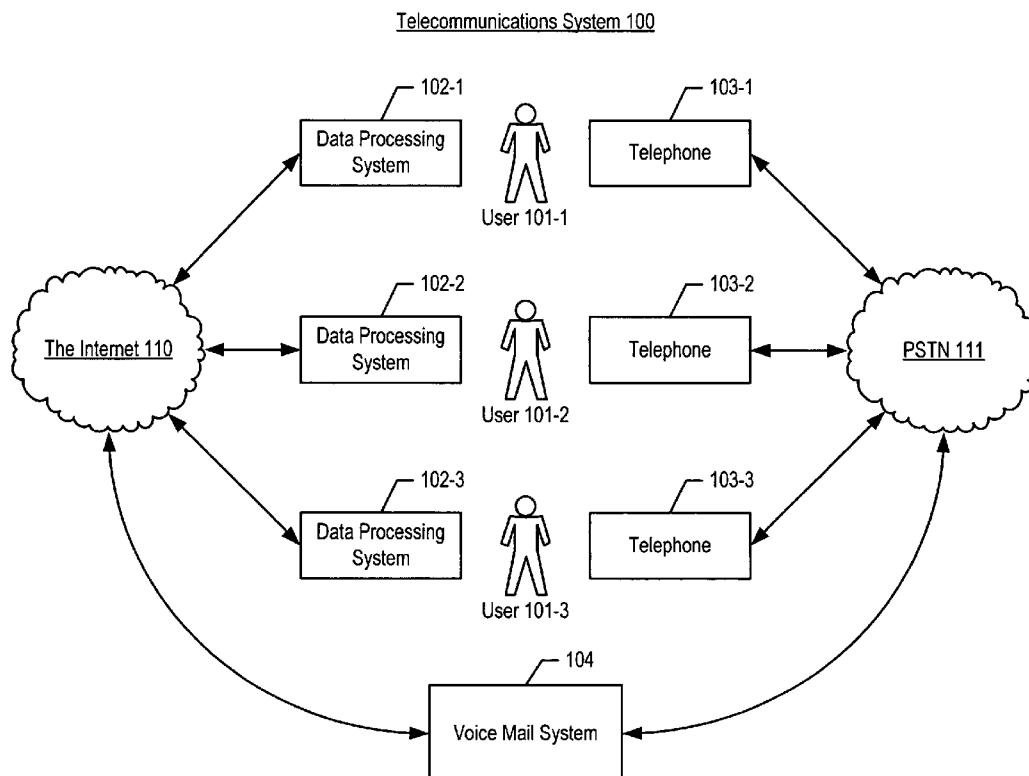 Telecommunications System 100
102-1
103-1
Data Processing
System
Telephone
User 101-1
102-2
103-2
The Internet 110
Data Processing
System
Telephone
PSTN 111
User 101-2
102-3
103-3
Data Processing
System
Telephone
User 101-3
104
Voice Mail System